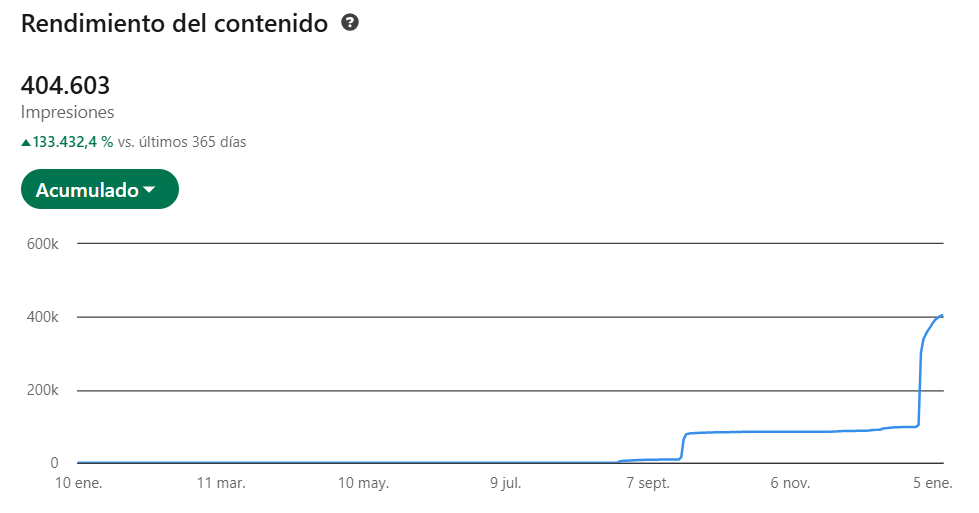 Rendimiento del contenido ?
404.603
Impresiones
▲133.432,4 % vs. últimos 365 días
Acumulado
600k
400k
200k
0
10 ene. 11 mar. 10 may. 9 jul. 7 sept. 6 nov. 5 ene.